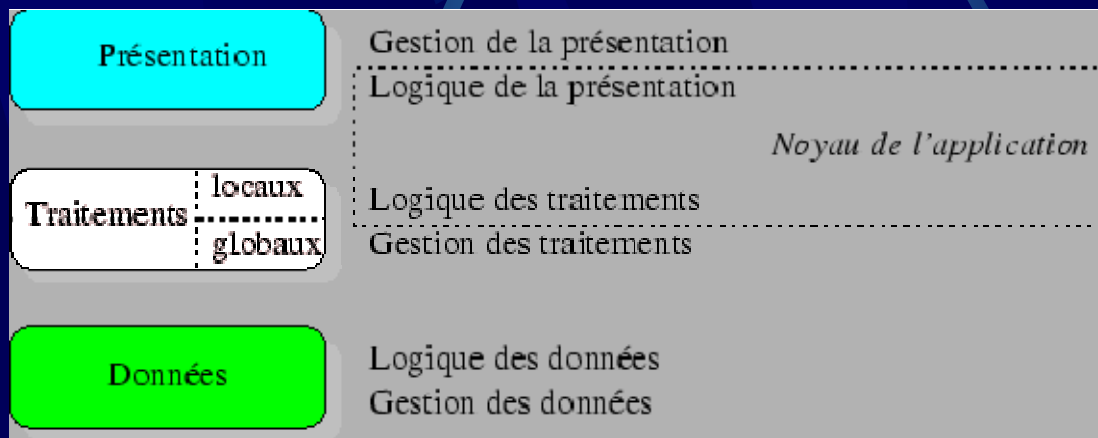 Présentation
Gestion de la présentation
Logique de la présentation
Noyau de l'application
Traitements
locaux
globaux
Logique des traitements
Gestion des traitements
Données
Logique des données
Gestion des données